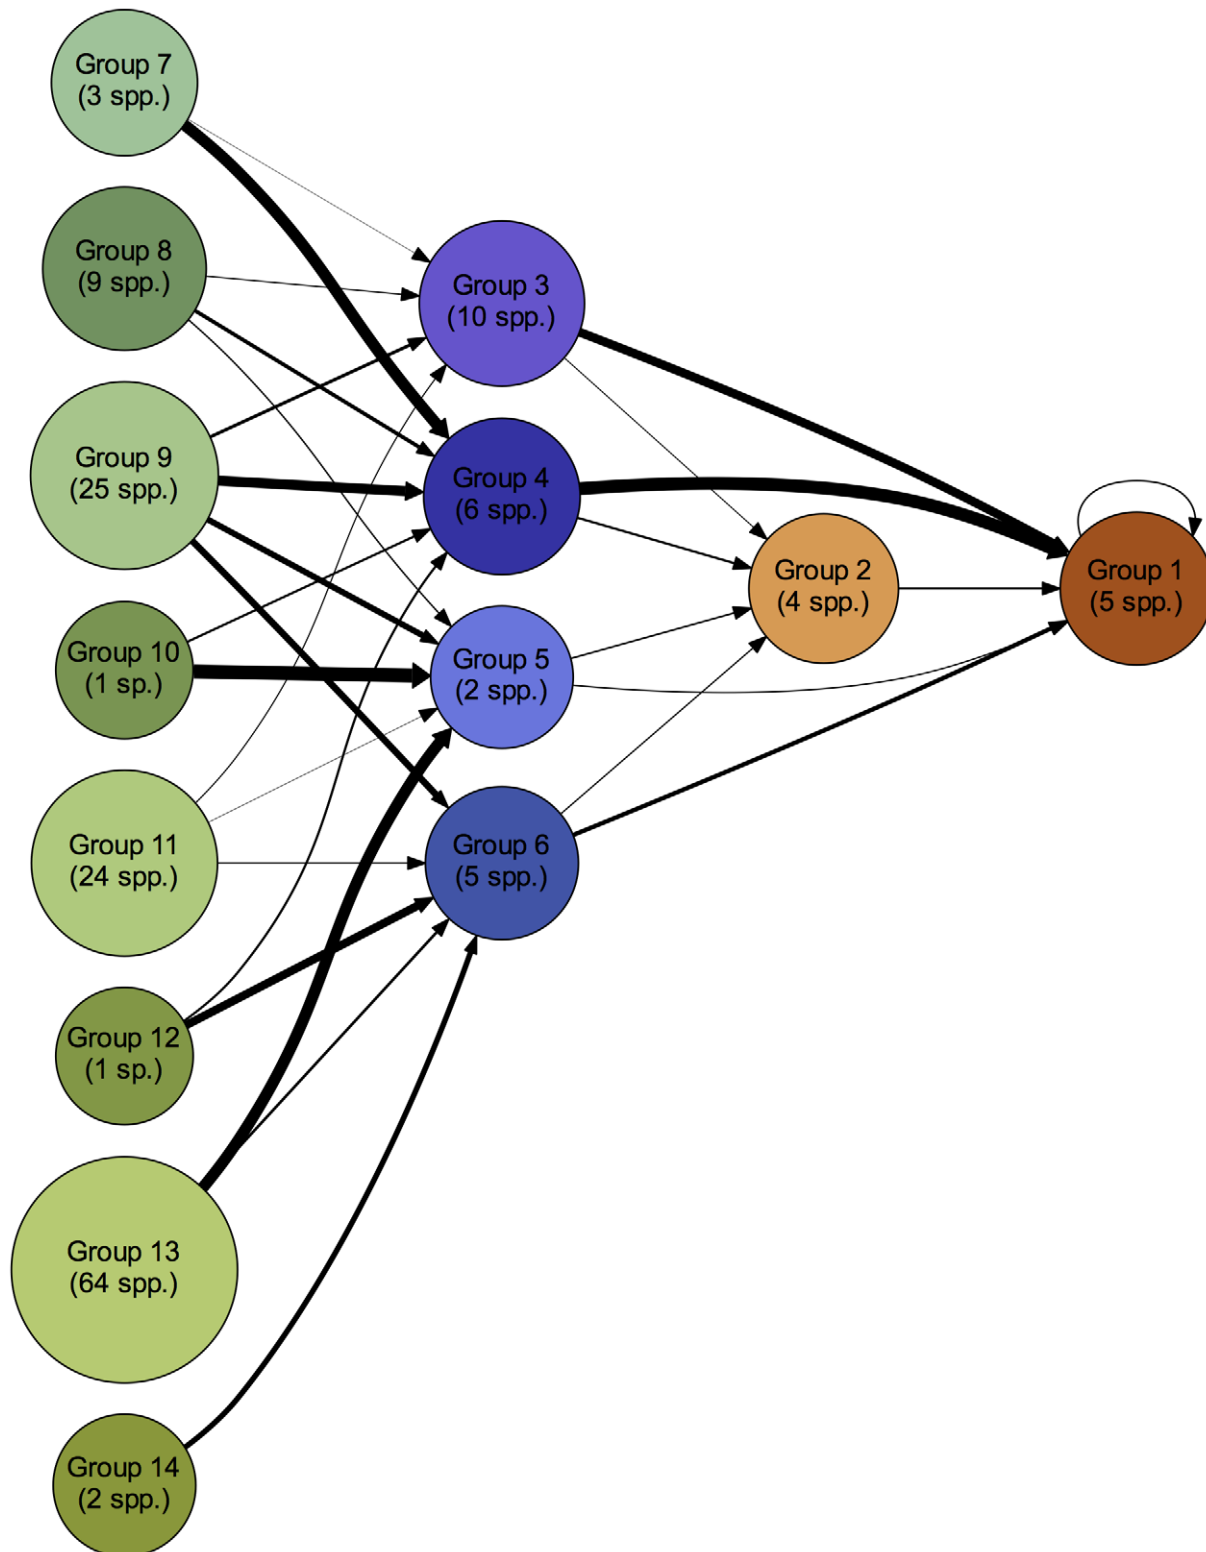 Group 7
(3 spp.)
Group 8
(9 spp.)
Group 9
(25 spp.)
Group 10
(1 sp.)
Group 11
(24 spp.)
Group 12
(1 sp.)
Group 13
(64 spp.)
Group 14
(2 spp.)
Group 3
(10 spp.)
Group 4
(6 spp.)
Group 5
(2 spp.)
Group 6
(5 spp.)
Group 2
(4 spp.)
Group 1
(5 spp.)